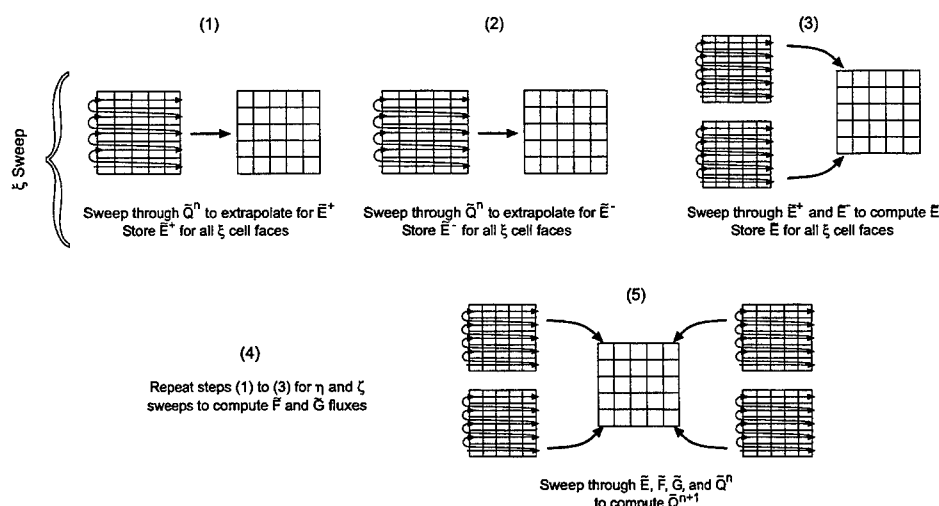 (1)
(2)
(3)
ξ Sweep
Sweep through Q̃ⁿ to extrapolate for Ẽ⁺
Store Ẽ⁺ for all ξ cell faces
Sweep through Q̃ⁿ to extrapolate for Ẽ⁻
Store Ẽ⁻ for all ξ cell faces
Sweep through Ẽ⁺ and Ẽ⁻ to compute Ẽ
Store Ẽ for all ξ cell faces
(4)
Repeat steps (1) to (3) for η and ζ
sweeps to compute F̃ and G̃ fluxes
(5)
Sweep through Ẽ, F̃, G̃, and Q̃ⁿ
to compute Q̃ⁿ⁺¹